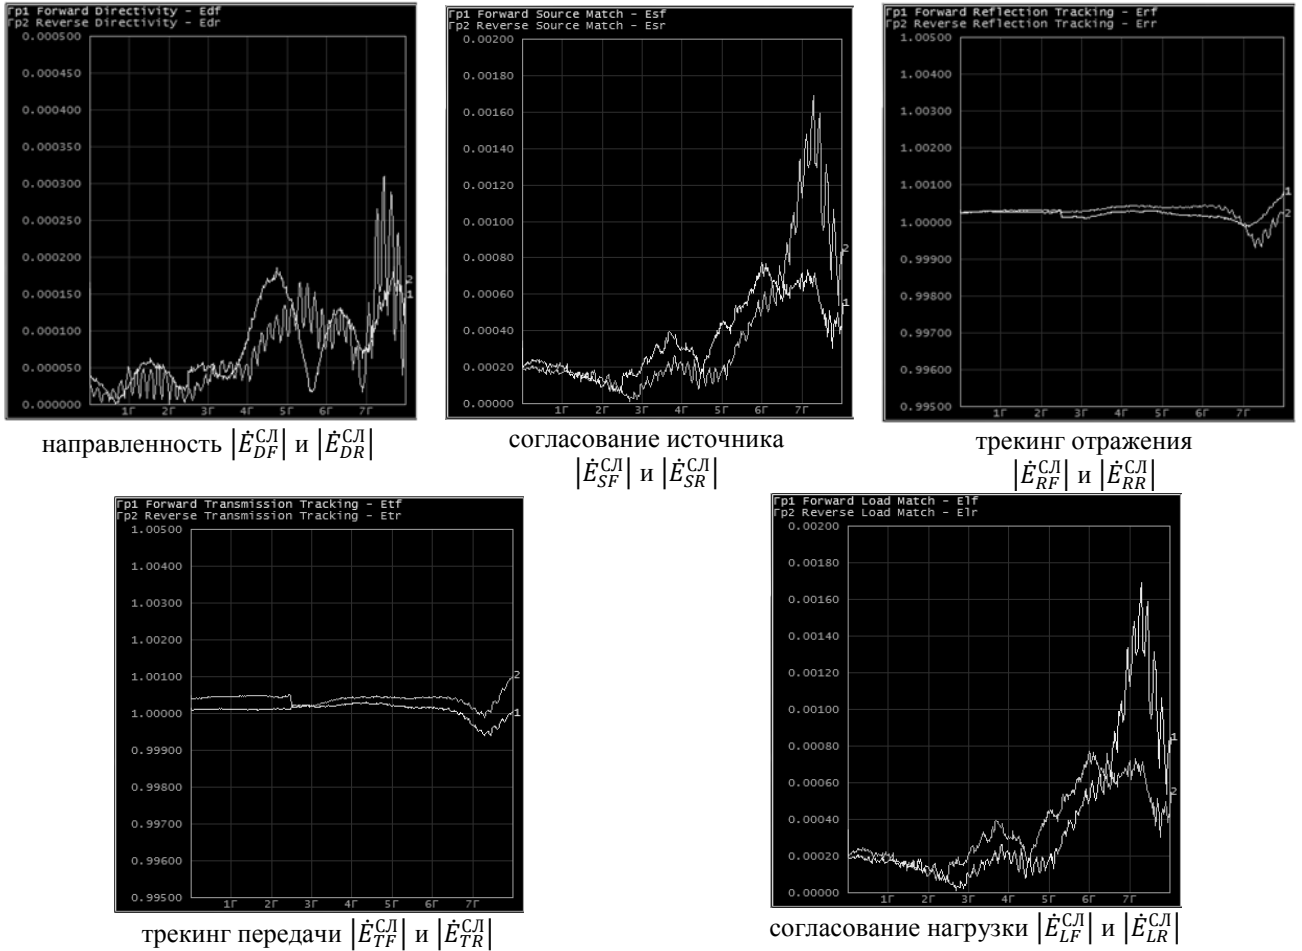 Гр1 Forward Directivity - Edf
Гр2 Reverse Directivity - Edr
0.000500
0.000450
0.000400
0.000350
0.000300
0.000250
0.000200
0.000150
0.000100
0.000050
0.000000
2
1
1Г 2Г 3Г 4Г 5Г 6Г 7Г
направленность |Ė_DF^СЛ| и |Ė_DR^СЛ|
Гр1 Forward Source Match - Esf
Гр2 Reverse Source Match - Esr
0.00200
0.00180
0.00160
0.00140
0.00120
0.00100
0.00080
0.00060
0.00040
0.00020
0.00000
2
1
1Г 2Г 3Г 4Г 5Г 6Г 7Г
согласование источника
|Ė_SF^СЛ| и |Ė_SR^СЛ|
Гр1 Forward Reflection Tracking - Erf
Гр2 Reverse Reflection Tracking - Err
1.00500
1.00400
1.00300
1.00200
1.00100
1.00000
0.99900
0.99800
0.99700
0.99600
0.99500
1
2
1Г 2Г 3Г 4Г 5Г 6Г 7Г
трекинг отражения
|Ė_RF^СЛ| и |Ė_RR^СЛ|
Гр1 Forward Transmission Tracking - Etf
Гр2 Reverse Transmission Tracking - Etr
1.00500
1.00400
1.00300
1.00200
1.00100
1.00000
0.99900
0.99800
0.99700
0.99600
0.99500
2
1
1Г 2Г 3Г 4Г 5Г 6Г 7Г
трекинг передачи |Ė_TF^СЛ| и |Ė_TR^СЛ|
Гр1 Forward Load Match - Elf
Гр2 Reverse Load Match - Elr
0.00200
0.00180
0.00160
0.00140
0.00120
0.00100
0.00080
0.00060
0.00040
0.00020
0.00000
1
2
1Г 2Г 3Г 4Г 5Г 6Г 7Г
согласование нагрузки |Ė_LF^СЛ| и |Ė_LR^СЛ|